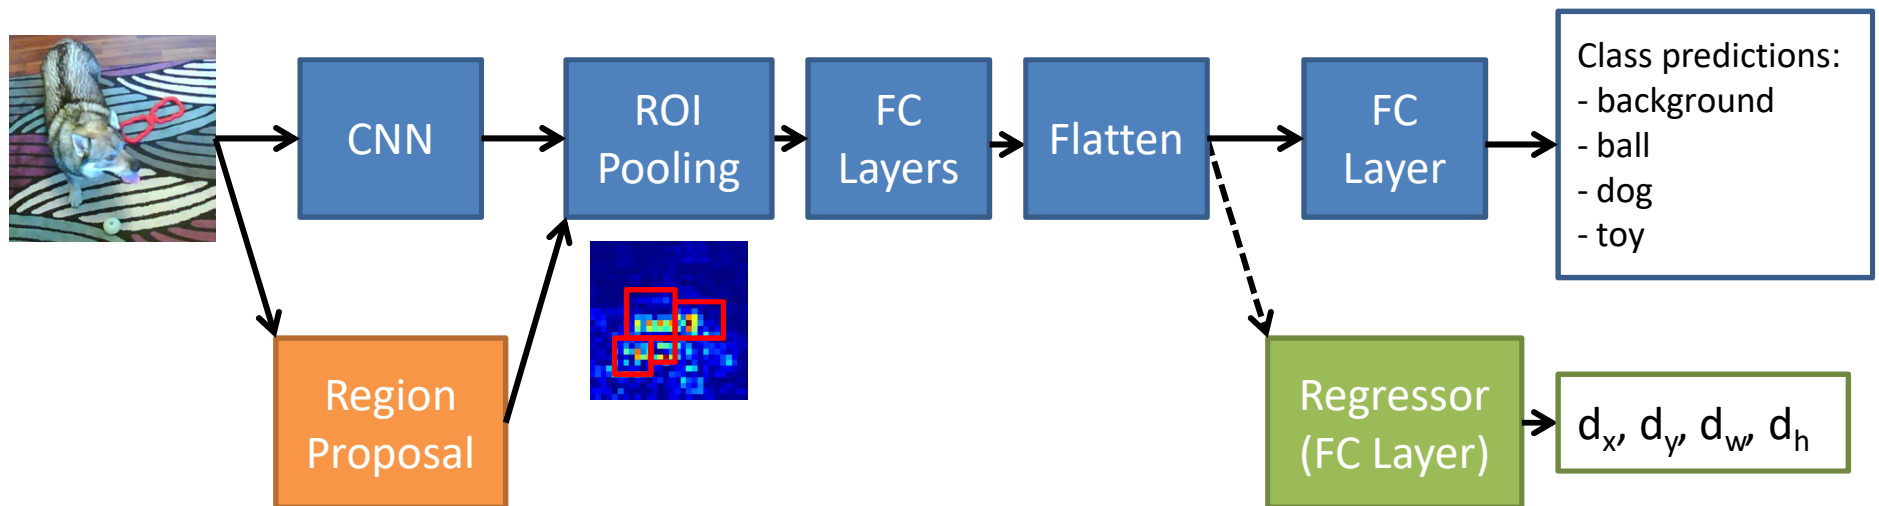 CNN
ROI
Pooling
FC
Layers
Flatten
FC
Layer
Class predictions:
- background
- ball
- dog
- toy
Region
Proposal
Regressor
(FC Layer)
dx, dy, dw, dh